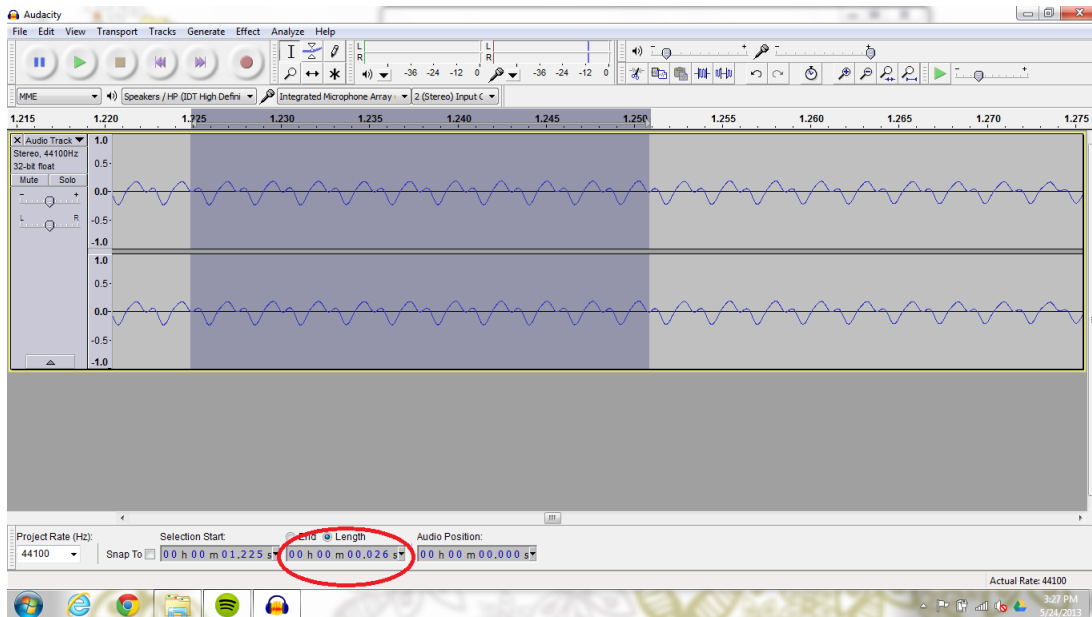 Audacity
File Edit View Transport Tracks Generate Effect Analyze Help
L
R
-36 -24 -12 0
L
R
-36 -24 -12 0
MME Speakers / HP (IDT High Defini Integrated Microphone Array 2 (Stereo) Input C
1.215 1.220 1.225 1.230 1.235 1.240 1.245 1.250 1.255 1.260 1.265 1.270 1.275
X Audio Track
Stereo, 44100Hz
32-bit float
Mute Solo
- +
L R
1.0
0.5
0.0
-0.5
-1.0
1.0
0.5
0.0
-0.5
-1.0
Project Rate (Hz): Selection Start: End Length Audio Position:
44100 Snap To 00 h 00 m 01,225 s 00 h 00 m 00,026 s 00 h 00 m 00,000 s
Actual Rate: 44100
3:27 PM
5/24/2013